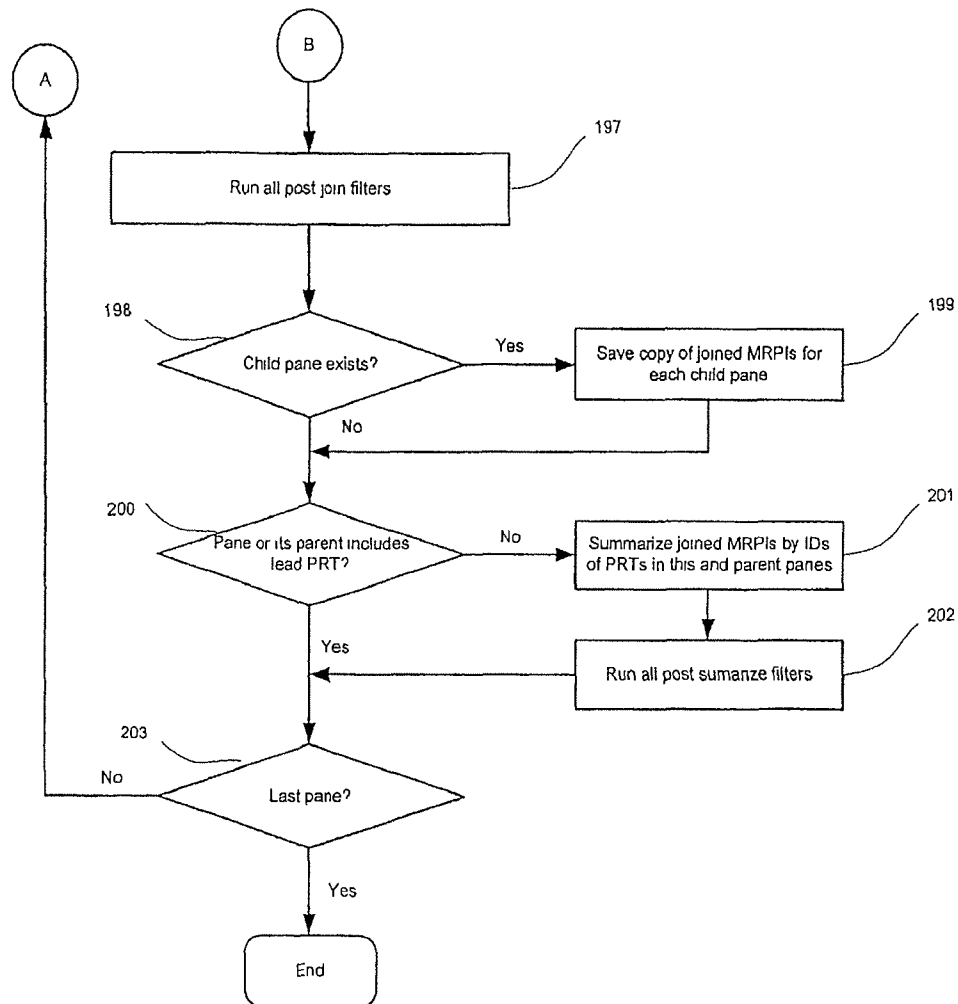 B
A
197
Run all post join filters
198
199
Child pane exists?
Yes
Save copy of joined MRPIs for
each child pane
No
200
201
Pane or its parent includes
lead PRT?
No
Summarize joined MRPIs by IDs
of PRTs in this and parent panes
202
Yes
Run all post sumarize filters
203
No
Last pane?
Yes
End